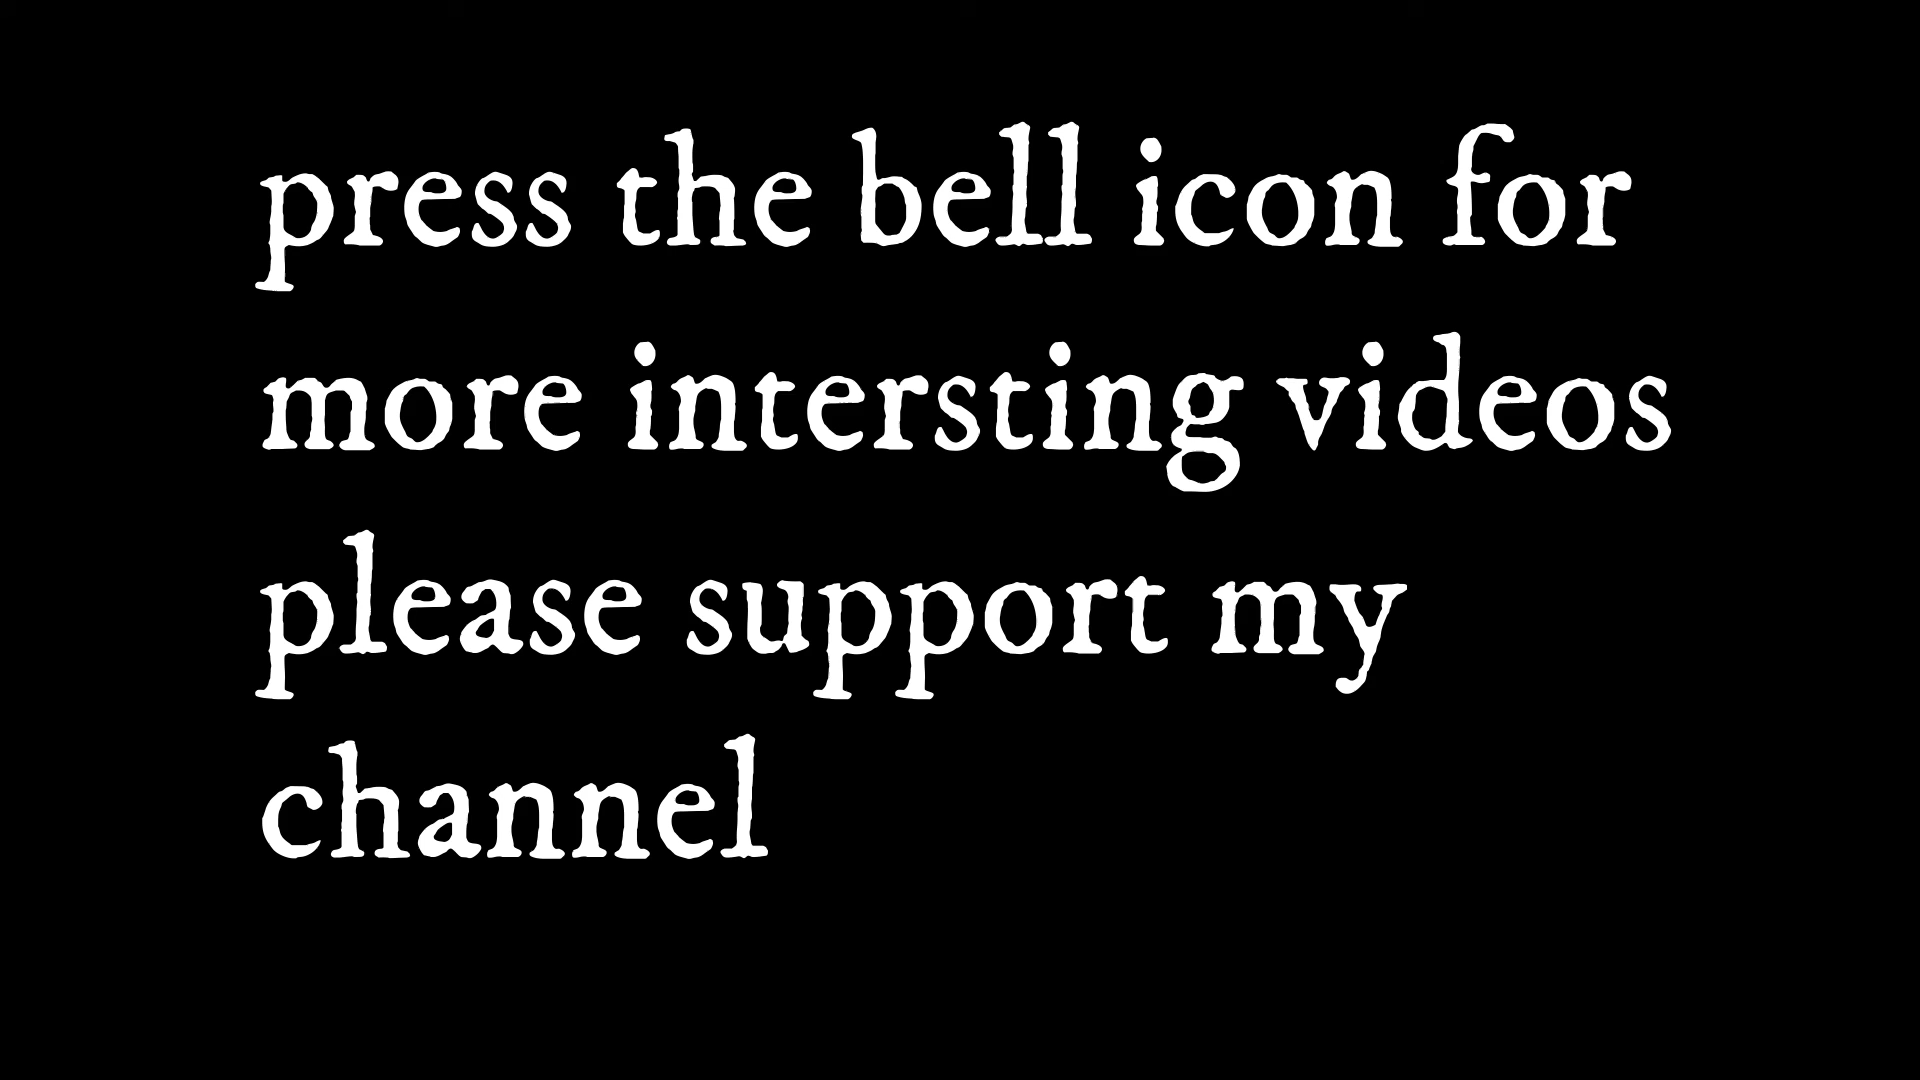 press the bell icon for
more intersting videos
please support my
channel